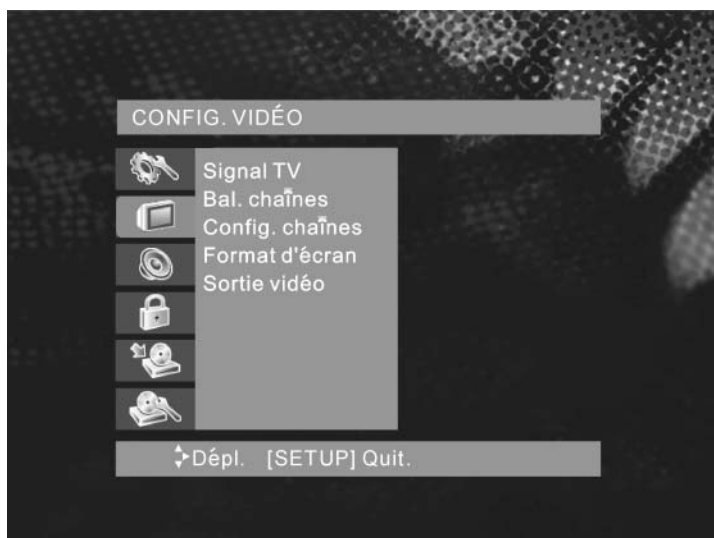 CONFIG. VIDÉO
Signal TV
Bal. chaînes
Config. chaînes
Format d'écran
Sortie vidéo
Dépl. [SETUP] Quit.